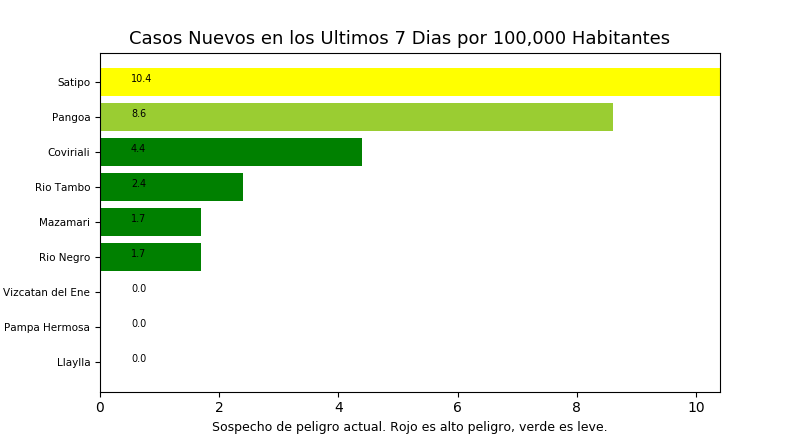 Casos Nuevos en los Ultimos 7 Dias por 100,000 Habitantes
Satipo 10.4
Pangoa 8.6
Coviriali 4.4
Rio Tambo 2.4
Mazamari 1.7
Rio Negro 1.7
Vizcatan del Ene 0.0
Pampa Hermosa 0.0
Llaylla 0.0
0 2 4 6 8 10
Sospecho de peligro actual. Rojo es alto peligro, verde es leve.